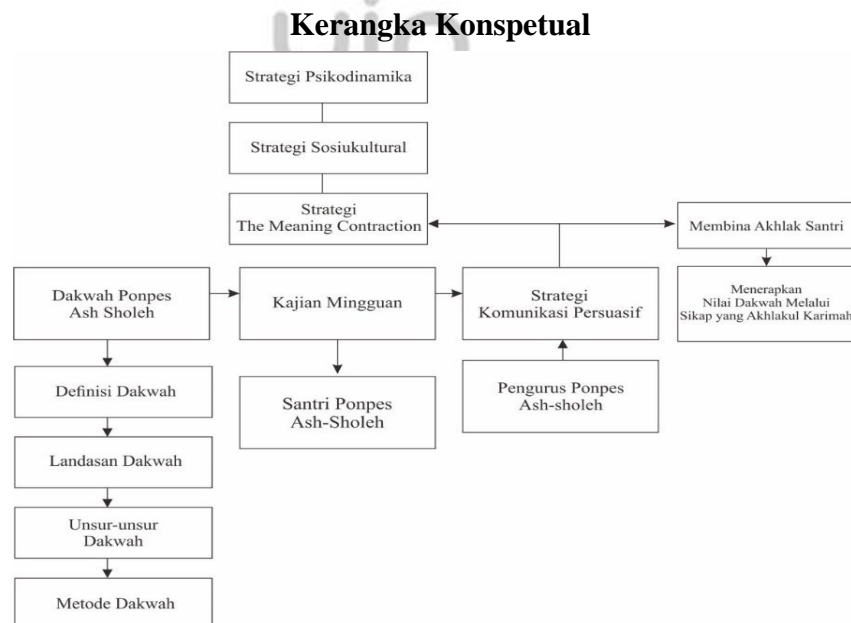 Kerangka Konspetual
uin
Strategi Psikodinamika
Strategi Sosiukultural
Strategi
The Meaning Contraction
Membina Akhlak Santri
Dakwah Ponpes
Ash Sholeh
Kajian Mingguan
Strategi
Komunikasi Persuasif
Menerapkan
Nilai Dakwah Melalui
Sikap yang Akhlakul Karimah
Definisi Dakwah
Santri Ponpes
Ash-Sholeh
Pengurus Ponpes
Ash-sholeh
Landasan Dakwah
Unsur-unsur
Dakwah
Metode Dakwah